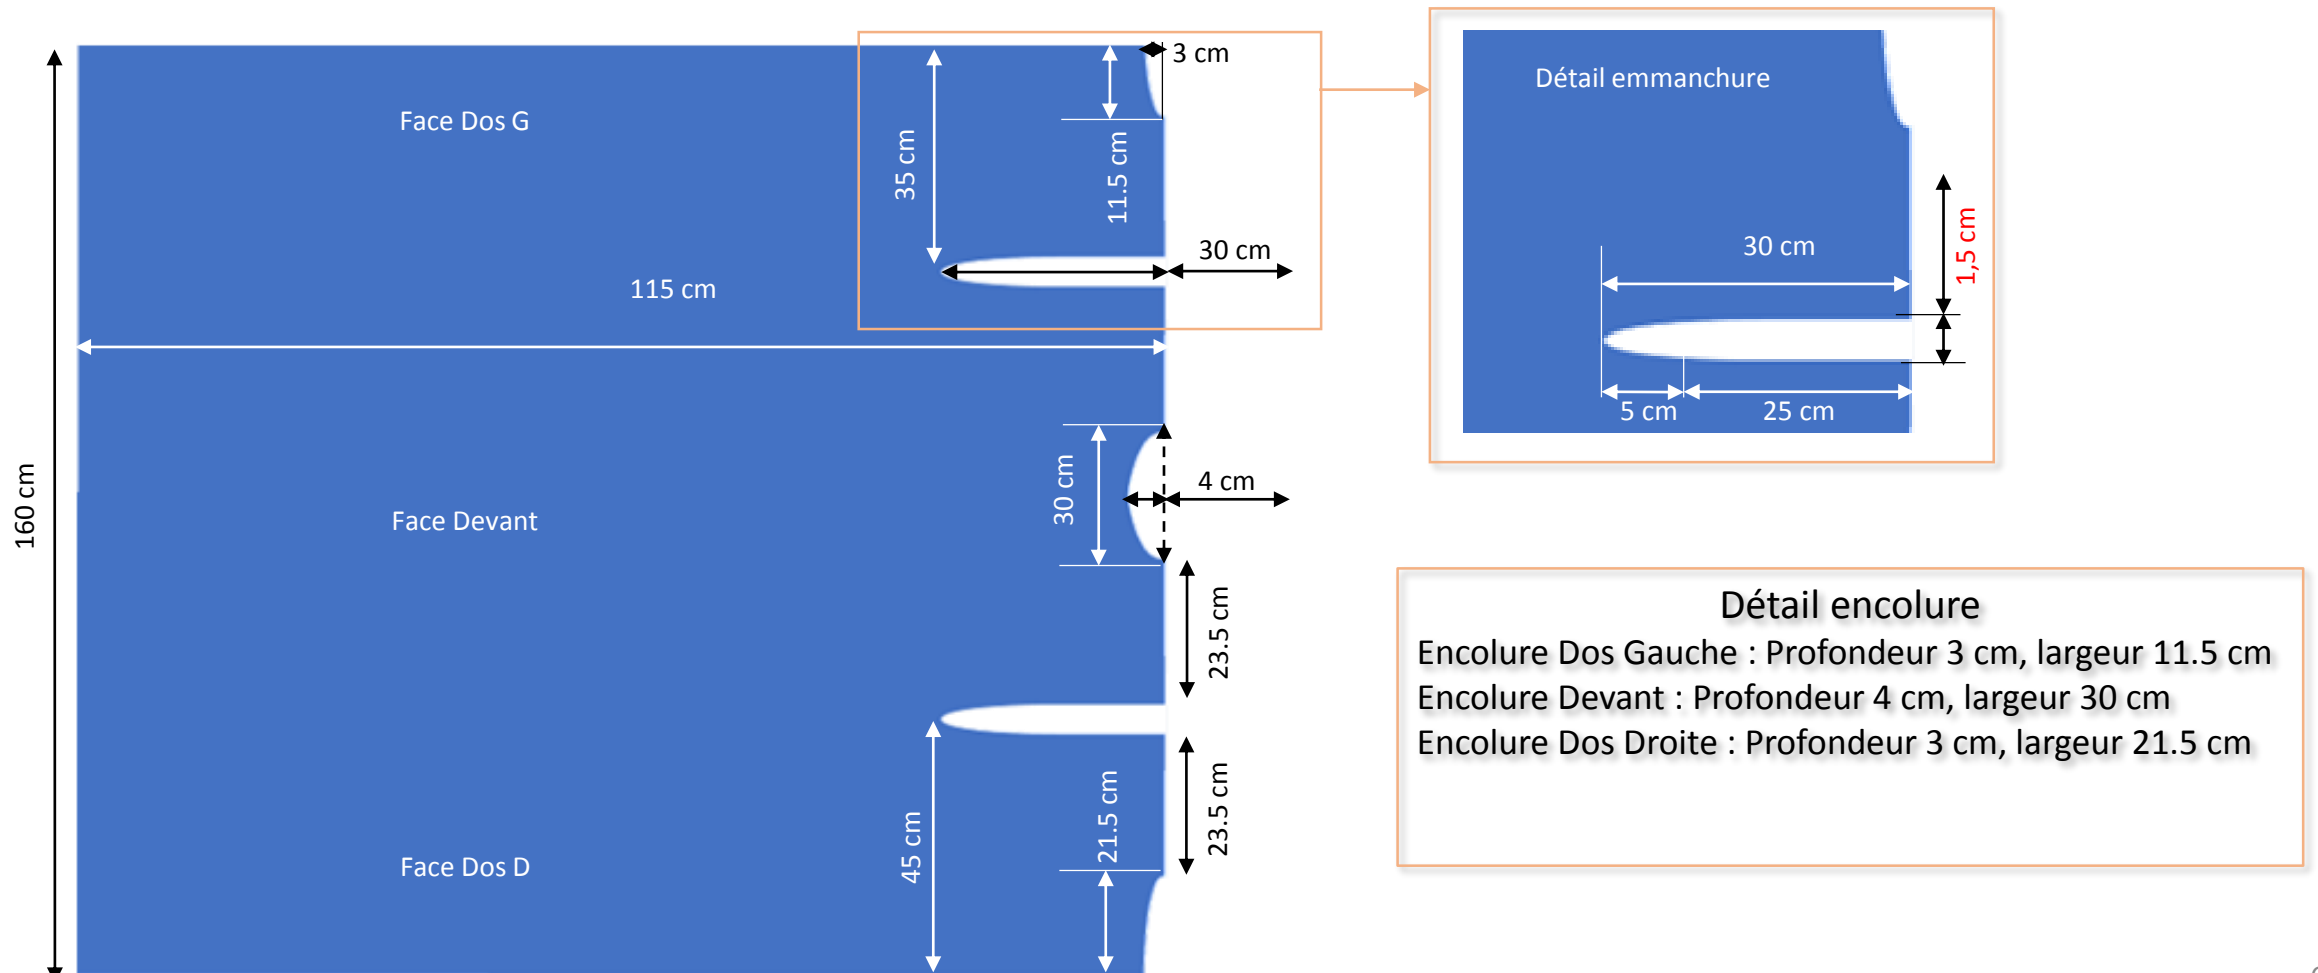 3 cm
Face Dos G
35 cm
11.5 cm
30 cm
115 cm
160 cm
Face Devant
30 cm
4 cm
23.5 cm
23.5 cm
21.5 cm
45 cm
Face Dos D
Détail emmanchure
30 cm
1,5 cm
5 cm
25 cm
Détail encolure
Encolure Dos Gauche : Profondeur 3 cm, largeur 11.5 cm
Encolure Devant : Profondeur 4 cm, largeur 30 cm
Encolure Dos Droite : Profondeur 3 cm, largeur 21.5 cm